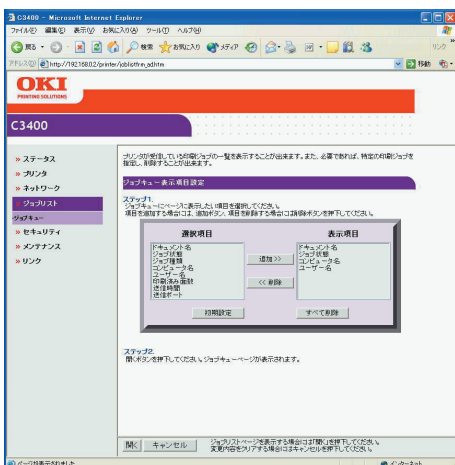 C3400 - Microsoft Internet Explorer
ファイル(F) 編集(E) 表示(V) お気に入り(A) ツール(T) ヘルプ(H)
戻る 検索 お気に入り メディア リンク
アドレス(D) http://192.168.0.2/printer/joblistfrm_ad.htm 移動
OKI
PRINTING SOLUTIONS
C3400
» ステータス
» プリンタ
» ネットワーク
» ジョブリスト
-ジョブキュー
» セキュリティ
» メンテナンス
» リンク
プリンタが受信している印刷ジョブの一覧を表示することが出来ます。また、必要であれば、特定の印刷ジョブを
指定し、削除することが出来ます。
ジョブキュー表示項目設定
ステップ1.
ジョブキューにページに表示したい項目を選択してください。
項目を追加する場合には、追加ボタン、項目を削除する場合には削除ボタンを押下してください。
選択項目 表示項目
ドキュメント名
ジョブ状態
ジョブ種類
コンピュータ名
ユーザー名
印刷済み面数
送信時間
送信ポート
追加 >>
<< 削除
ドキュメント名
ジョブ状態
コンピュータ名
ユーザー名
初期設定 すべて削除
ステップ2.
開くボタンを押下してください。ジョブキューページが表示されます。
開く キャンセル
ジョブリストページを表示する場合には「開く」を押下してください。
変更内容をクリアする場合にはキャンセルを押下してください。
ページが表示されました インターネット